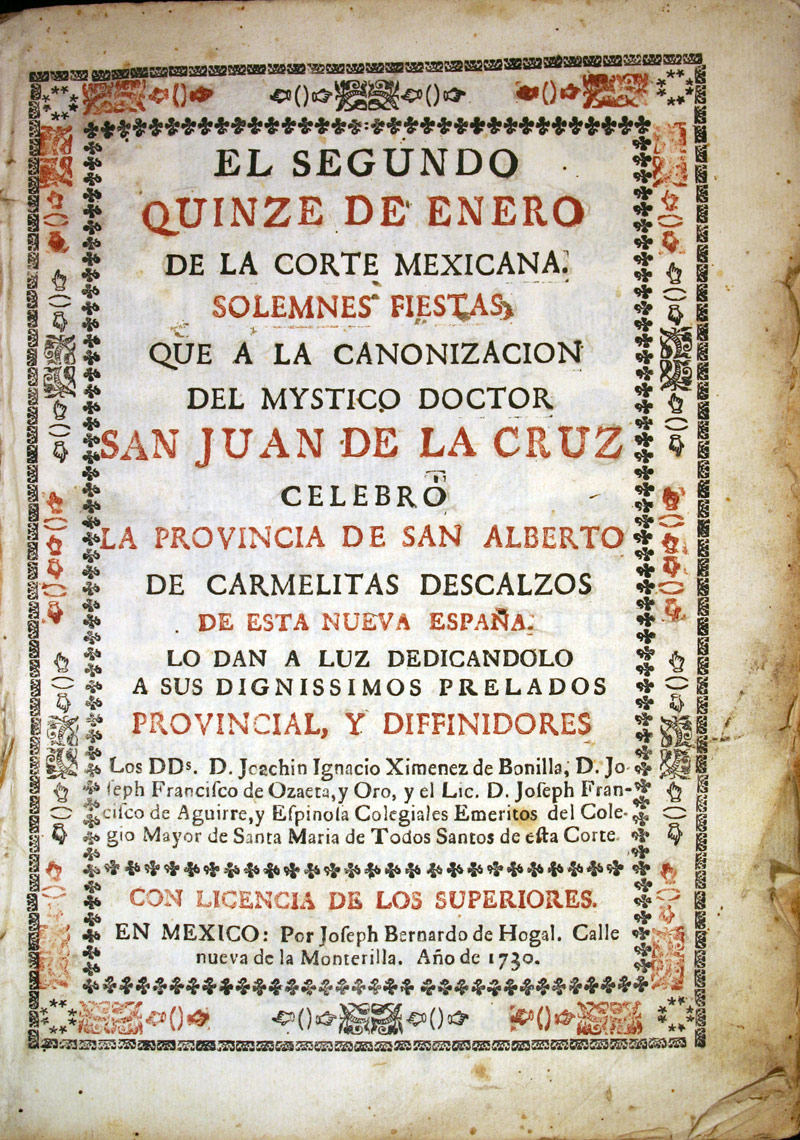 EL SEGUNDO
QUINZE DE ENERO
DE LA CORTE MEXICANA.
SOLEMNES FIESTAS,
QUE A LA CANONIZACION
DEL MYSTICO DOCTOR
SAN JUAN DE LA CRUZ
CELEBRÒ
LA PROVINCIA DE SAN ALBERTO
DE CARMELITAS DESCALZOS
DE ESTA NUEVA ESPAÑA.
LO DAN A LUZ DEDICANDOLO
A SUS DIGNISSIMOS PRELADOS
PROVINCIAL, Y DIFFINIDORES
Los DDs. D. Joachin Ignacio Ximenez de Bonilla, D. Jo-
ſeph Franciſco de Ozaeta, y Oro, y el Lic. D. Joſeph Fran-
ciſco de Aguirre, y Eſpinoſa Colegiales Emeritos del Cole-
gio Mayor de Santa Maria de Todos Santos de eſta Corte.
CON LICENCIA DE LOS SUPERIORES.
EN MEXICO: Por Joſeph Bernardo de Hogal. Calle
nueva de la Monterilla. Año de 1730.